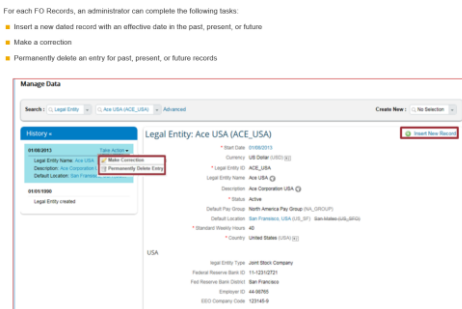 For each FO Records, an administrator can complete the following tasks:
Insert a new dated record with an effective date in the past, present, or future
Make a correction
Permanently delete an entry for past, present, or future records
Manage Data
Search: Legal Entity Ace USA (ACE_USA) Advanced Create New: No Selection
History
Legal Entity: Ace USA (ACE_USA)
Insert New Record
01/08/2013 Take Action
Make Correction
Permanently Delete Entry
Legal Entity Name: Ace USA
Description: Ace Corporation
Default Location: San Francisco
01/01/1900
Legal Entity created
* Start Date 01/08/2013
Currency US Dollar (USD)
* Legal Entity ID ACE_USA
Legal Entity Name Ace USA
Description Ace Corporation USA
* Status Active
Default Pay Group North America Pay Group (NA_GROUP)
Default Location San Francisco, USA (US_SF)
* Standard Weekly Hours 40
* Country United States (USA)
USA
legal Entity Type Joint Stock Company
Federal Reserve Bank ID 11-1231/2721
Fed Reserve Bank District San Francisco
Employer ID 44-08765
EEO Company Code 123145-9